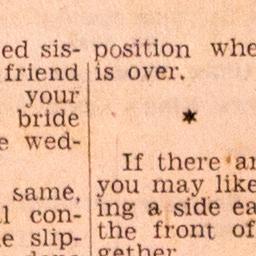 ed sis-
friend
your
bride
e wed-
same,
l con-
e slip-
position whe
is over.
*
If there ar
you may like
ing a side ea
the front of
gether